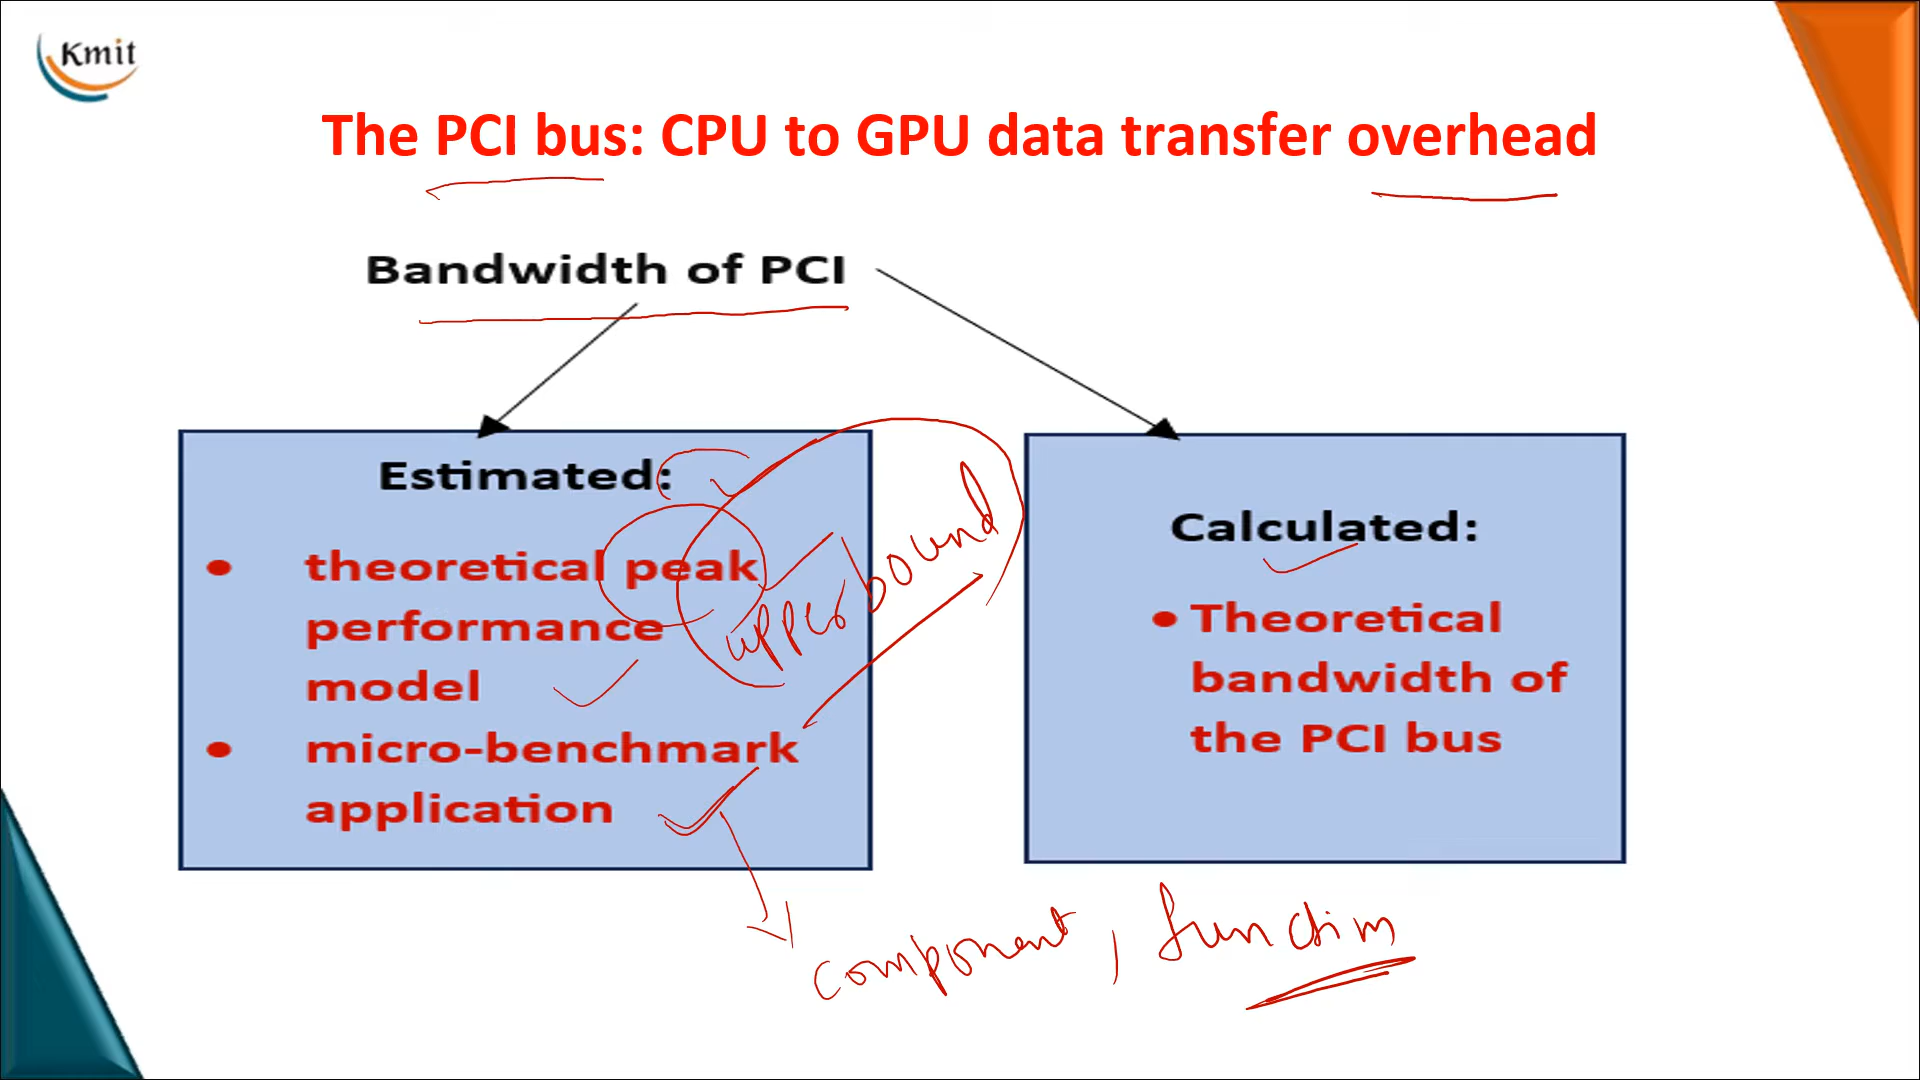 Kmit
The PCI bus: CPU to GPU data transfer overhead
Bandwidth of PCI
Estimated:
• theoretical peak
performance
model
• micro-benchmark
application
upper bound
Calculated:
• Theoretical
bandwidth of
the PCI bus
component, function